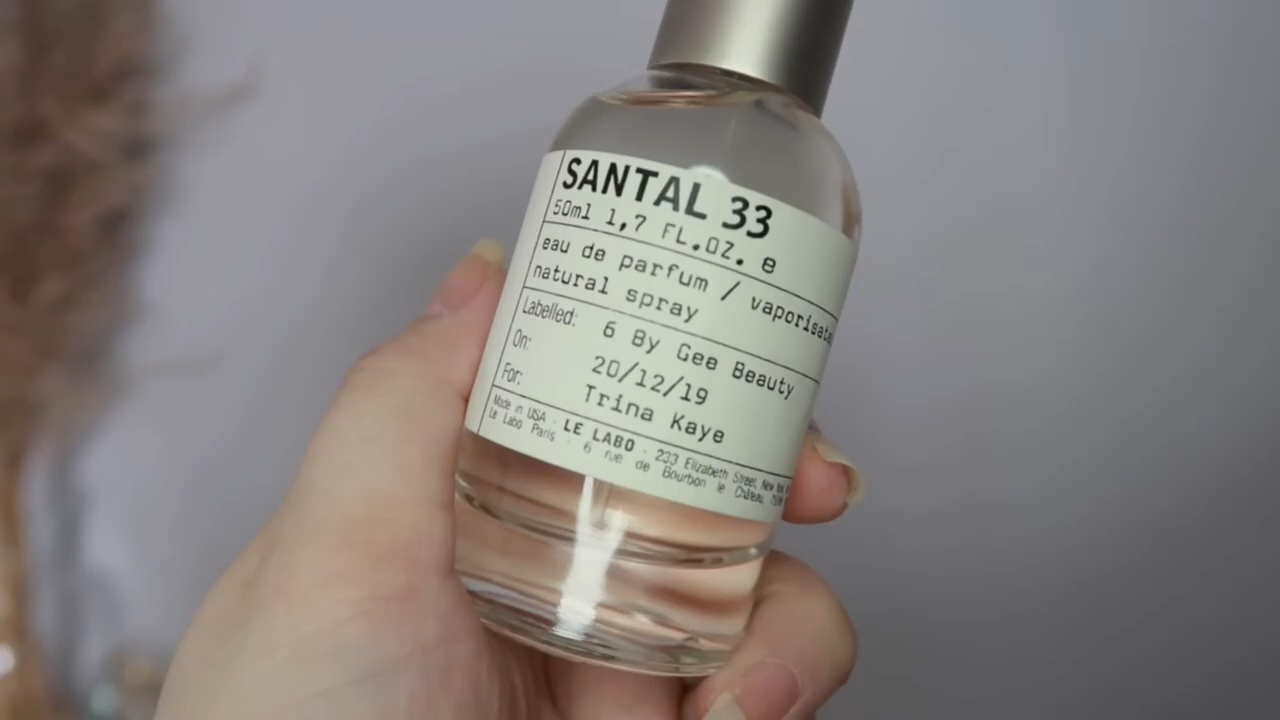 SANTAL 33
50ml 1,7 FL.OZ. e
eau de parfum / vaporisate
natural spray
Labelled: 6 By Gee Beauty
On: 20/12/19
For: Trina Kaye
Made in USA · LE LABO · 233 Elizabeth Street, New
Le Labo Paris · 6 rue de Bourbon le Château,